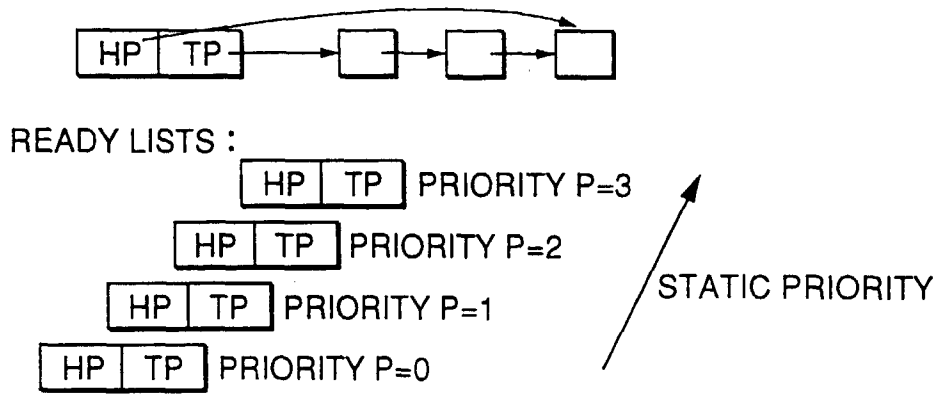 HP TP
READY LISTS :
HP TP PRIORITY P=3
HP TP PRIORITY P=2
STATIC PRIORITY
HP TP PRIORITY P=1
HP TP PRIORITY P=0